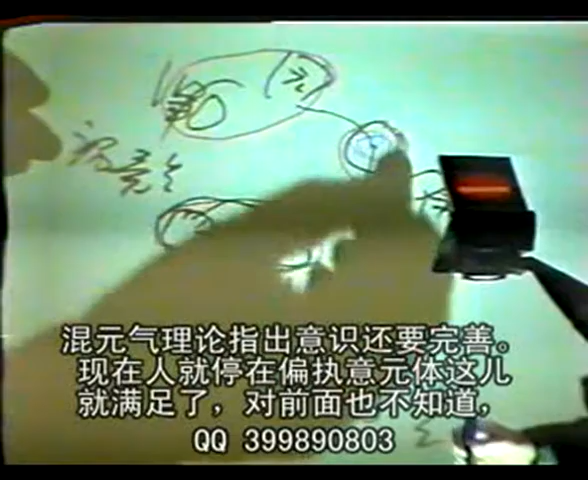 元
混元气理论指出意识还要完善。
现在人就停在偏执意元体这儿
就满足了，对前面也不知道，
QQ 399890803